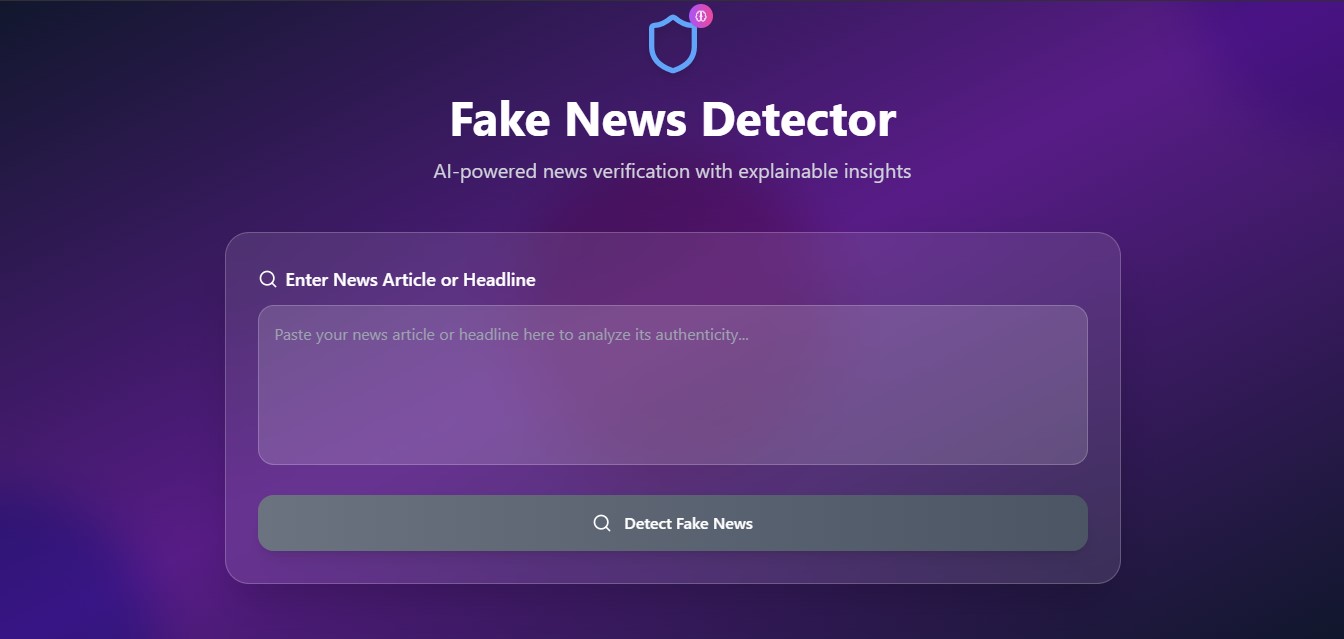 Fake News Detector
AI-powered news verification with explainable insights
Enter News Article or Headline
Paste your news article or headline here to analyze its authenticity...
Detect Fake News